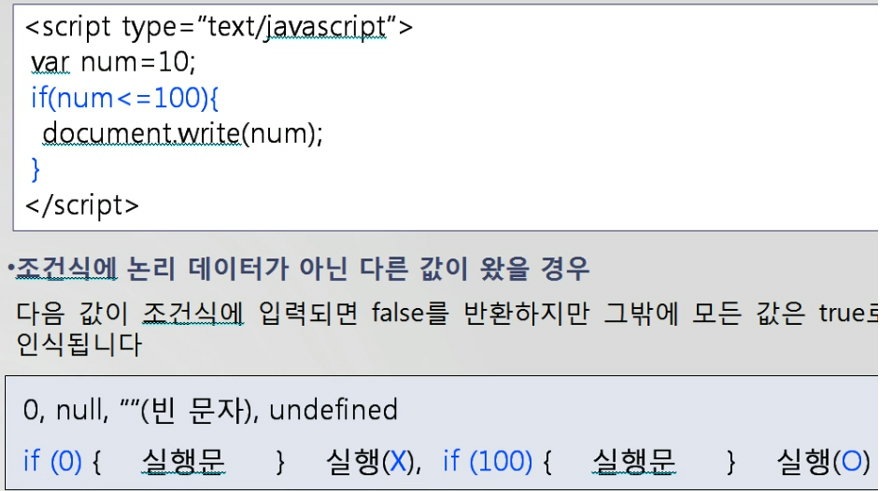 <script type=“text/javascript”>
var num=10;
if(num<=100){
document.write(num);
}
</script>
•조건식에 논리 데이터가 아닌 다른 값이 왔을 경우
다음 값이 조건식에 입력되면 false를 반환하지만 그밖에 모든 값은 true로
인식됩니다
0, null, ””(빈 문자), undefined
if (0) { 실행문 } 실행(X), if (100) { 실행문 } 실행(O)